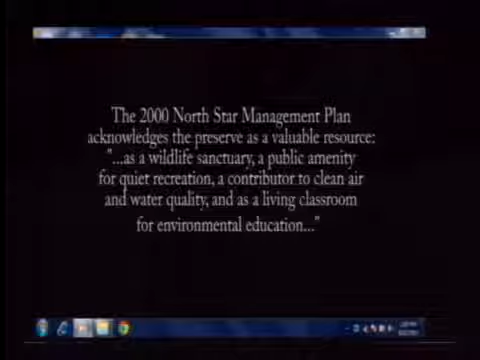 The 2000 North Star Management Plan
acknowledges the preserve as a valuable resource:
"...as a wildlife sanctuary, a public amenity
for quiet recreation, a contributor to clean air
and water quality, and as a living classroom
for environmental education..."